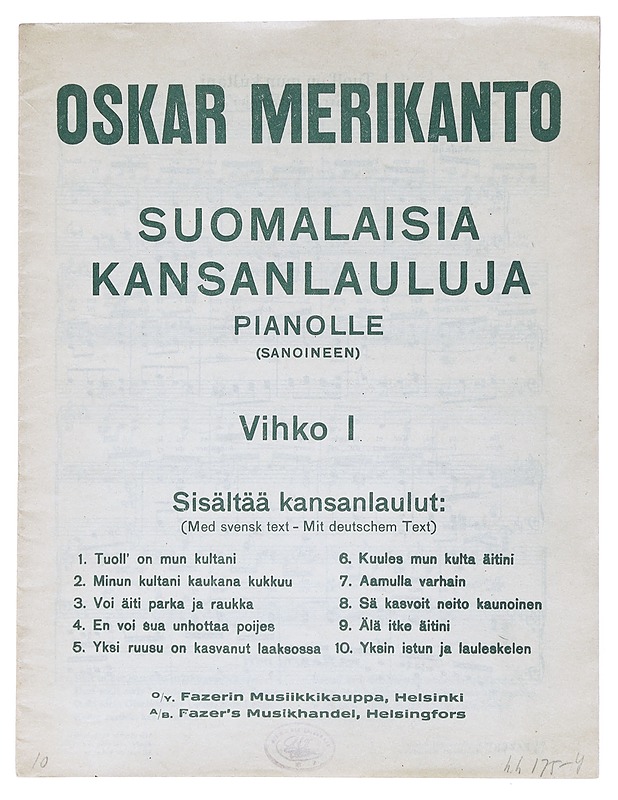 OSKAR MERIKANTO
SUOMALAISIA
KANSANLAULUJA
PIANOLLE
(SANOINEEN)
Vihko I.
Sisältää kansanlaulut:
(Med svensk text - Mit deutschem Text)
1. Tuoll' on mun kultani
2. Minun kultani kaukana kukkuu
3. Voi äiti parka ja raukka
4. En voi sua unhottaa poijes
5. Yksi ruusu on kasvanut laaksossa
6. Kuules mun kulta äitini
7. Aamulla varhain
8. Sä kasvoit neito kaunoinen
9. Älä itke äitini
10. Yksin istun ja lauleskelen
O/Y. Fazerin Musiikkikauppa, Helsinki
A/B. Fazer's Musikhandel, Helsingfors
10